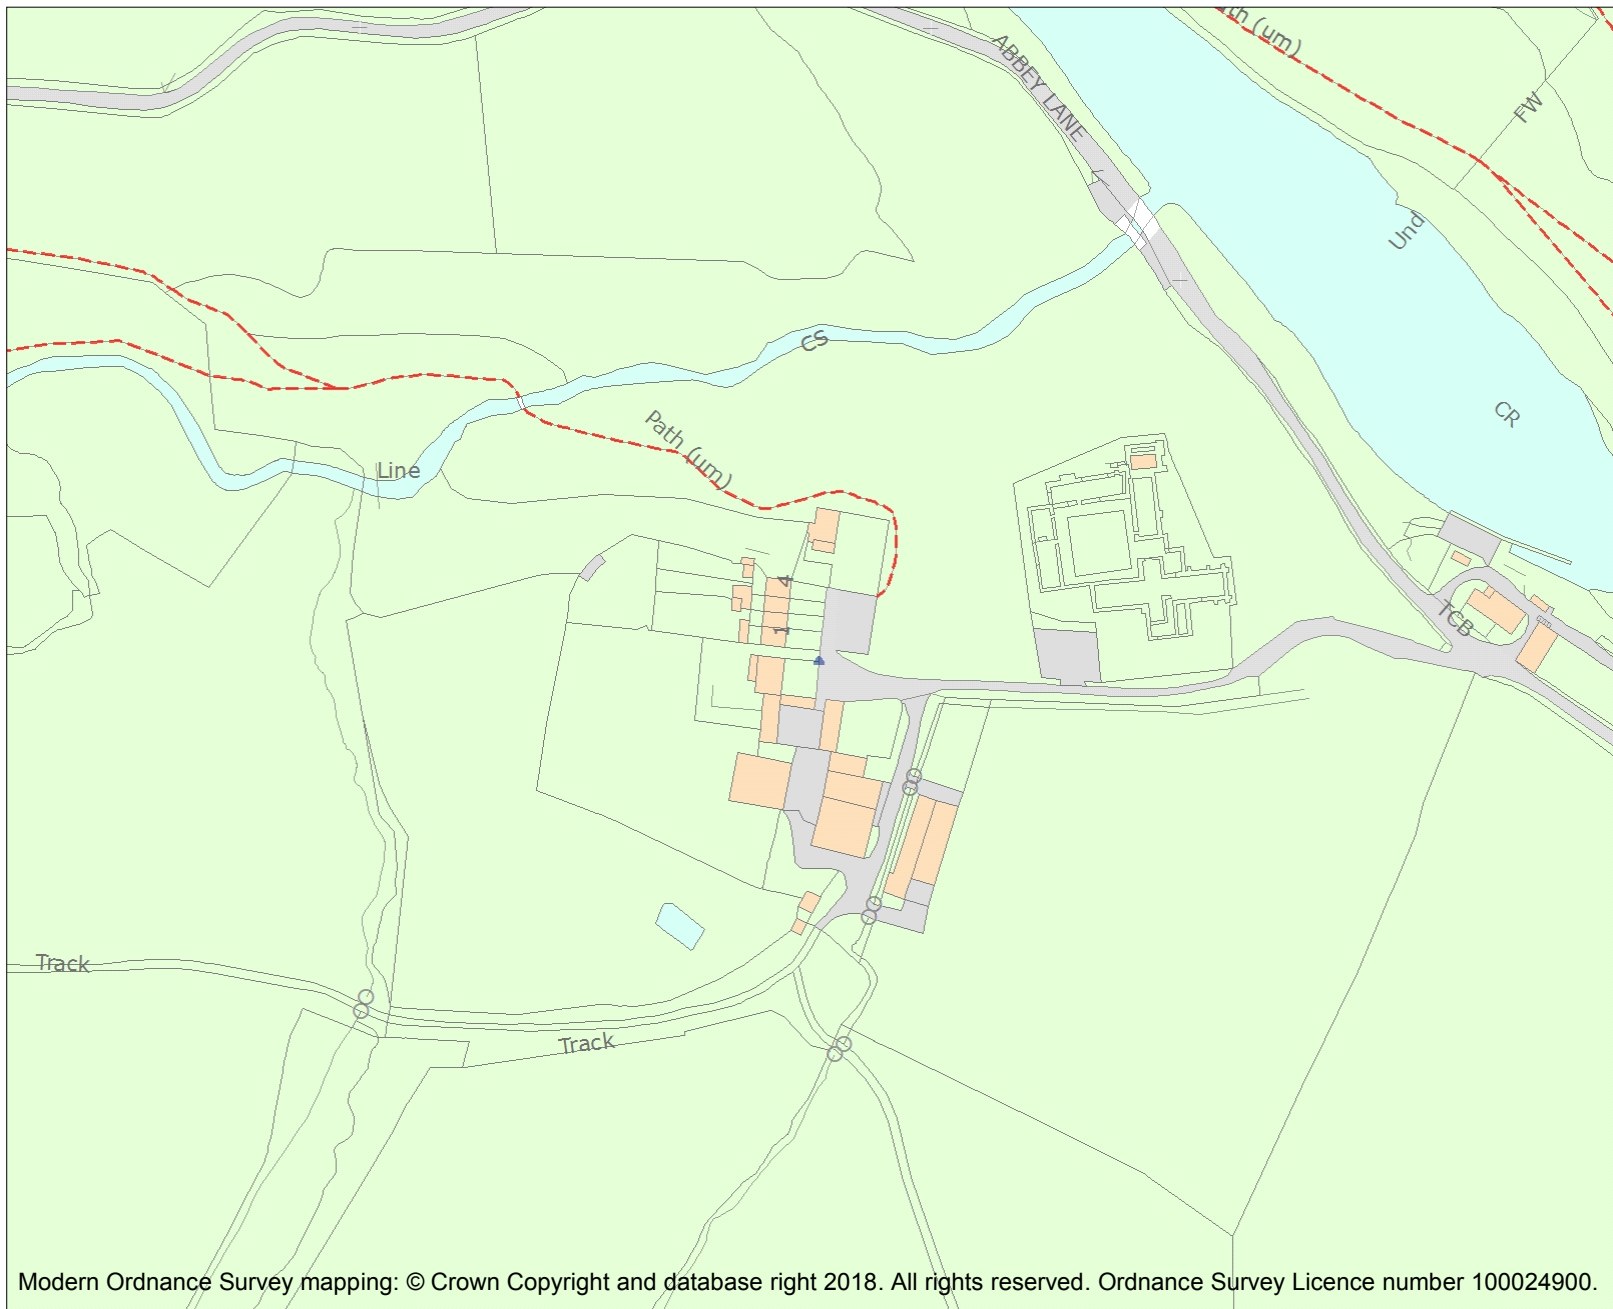 ABBEY LANE
th (um)
FW
Und
CS
CR
Path (um)
Line
4
1
TCB
Track
Track
Modern Ordnance Survey mapping: © Crown Copyright and database right 2018. All rights reserved. Ordnance Survey Licence number 100024900.